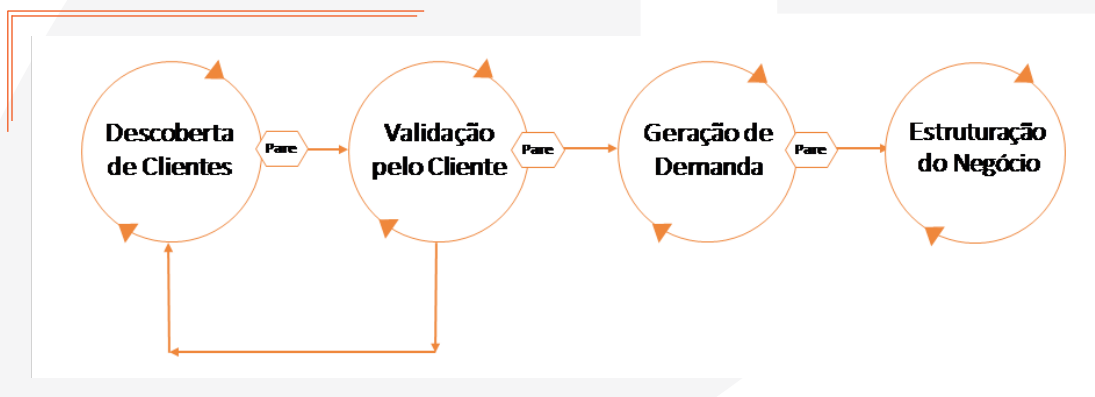 Descoberta
de Clientes
Pare
Validação
pelo Cliente
Pare
Geração de
Demanda
Pare
Estruturação
do Negócio